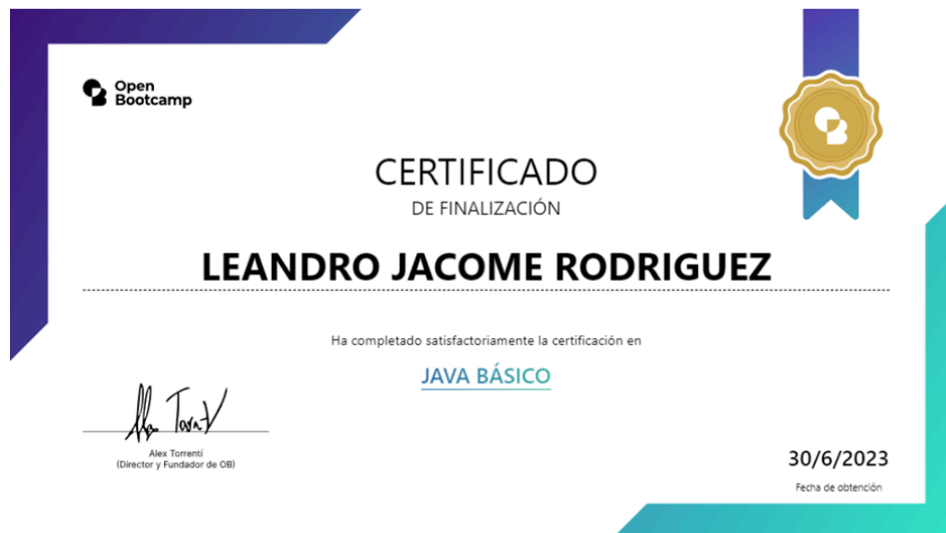 Open
Bootcamp
CERTIFICADO
DE FINALIZACIÓN
LEANDRO JACOME RODRIGUEZ
Ha completado satisfactoriamente la certificación en
JAVA BÁSICO
Alex Torrentí
(Director y Fundador de OB)
30/6/2023
Fecha de obtención